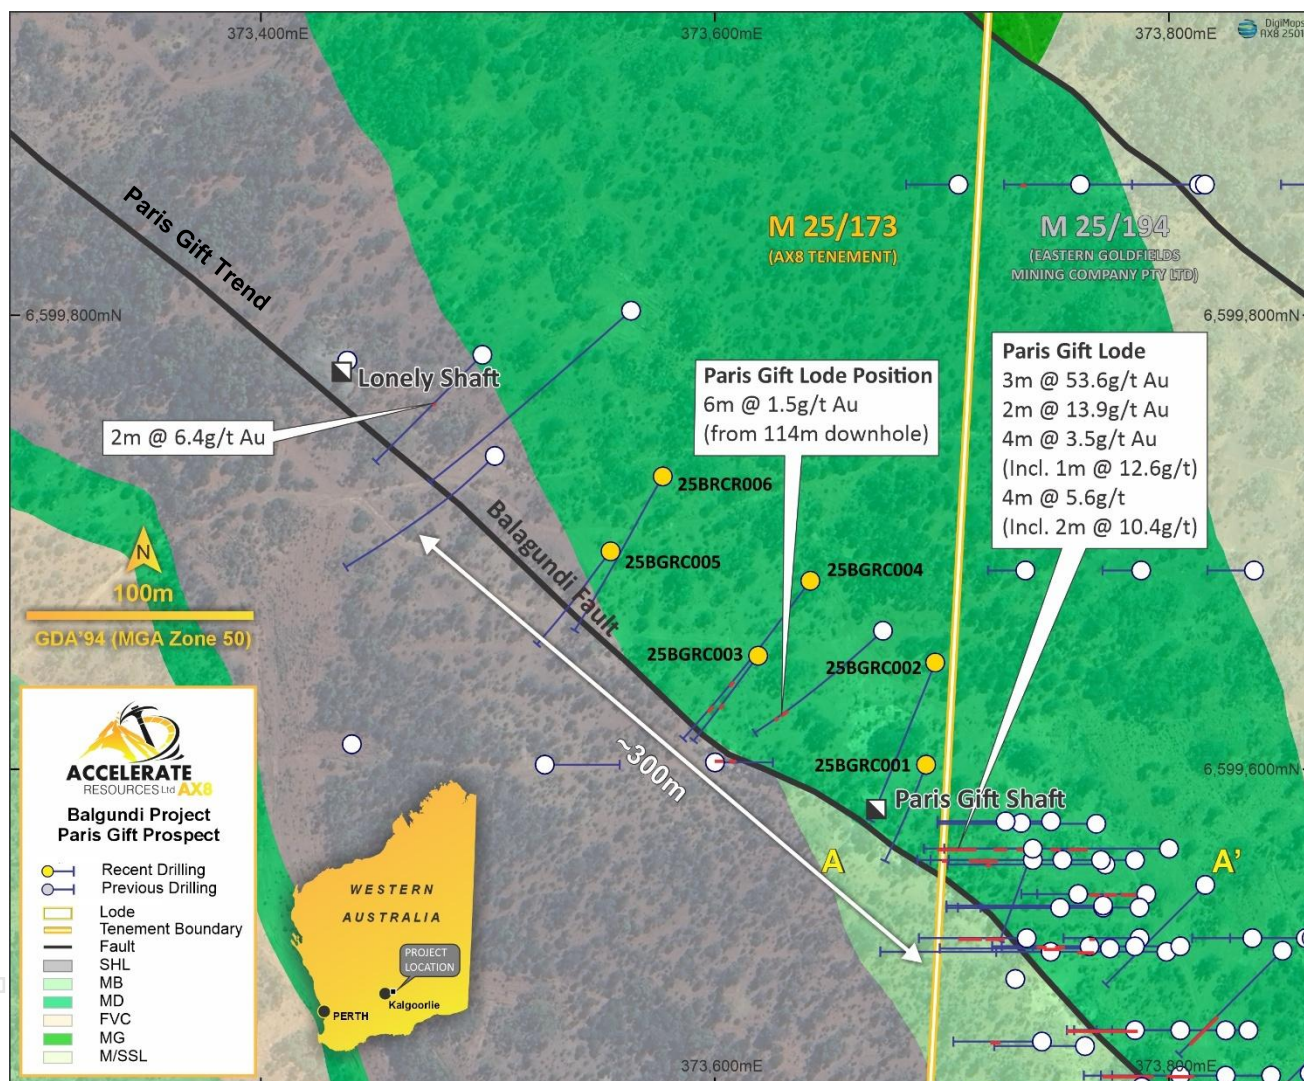 373,400mE
373,600mE
373,800mE
DigiMaps
AX8 2501
Paris Gift Trend
M 25/173
(AX8 TENEMENT)
M 25/194
(EASTERN GOLDFIELDS
MINING COMPANY PTY LTD)
6,599,800mN
6,599,800mN
Lonely Shaft
2m @ 6.4g/t Au
Paris Gift Lode Position
6m @ 1.5g/t Au
(from 114m downhole)
Paris Gift Lode
3m @ 53.6g/t Au
2m @ 13.9g/t Au
4m @ 3.5g/t Au
(Incl. 1m @ 12.6g/t)
4m @ 5.6g/t
(Incl. 2m @ 10.4g/t)
25BRCR006
Balagundi Fault
25BGRC005
25BGRC004
25BGRC003
25BGRC002
25BGRC001
N
100m
GDA'94 (MGA Zone 50)
~300m
6,599,600mN
Paris Gift Shaft
A
A'
ACCELERATE
RESOURCES Ltd AX8
Balgundi Project
Paris Gift Prospect
Recent Drilling
Previous Drilling
Lode
Tenement Boundary
Fault
SHL
MB
MD
FVC
MG
M/SSL
WESTERN
AUSTRALIA
PROJECT
LOCATION
Kalgoorlie
PERTH
373,600mE
373,800mE